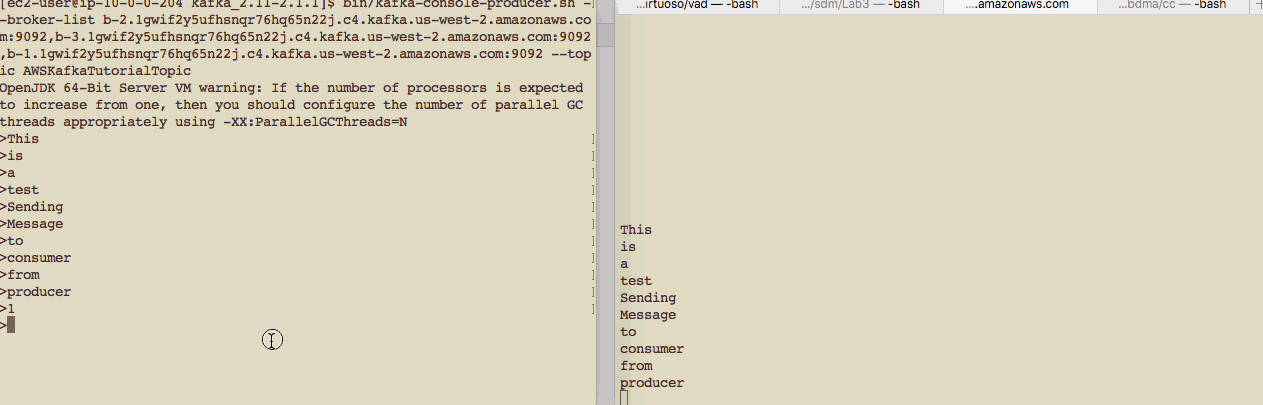 [ec2-user@ip-10-0-0-204 kafka_2.11-2.1.1]$ bin/kafka-console-producer.sh -
-broker-list b-2.1gwif2y5ufhsnqr76hq65n22j.c4.kafka.us-west-2.amazonaws.co
m:9092,b-3.1gwif2y5ufhsnqr76hq65n22j.c4.kafka.us-west-2.amazonaws.com:9092
,b-1.1gwif2y5ufhsnqr76hq65n22j.c4.kafka.us-west-2.amazonaws.com:9092 --top
ic AWSKafkaTutorialTopic
OpenJDK 64-Bit Server VM warning: If the number of processors is expected
to increase from one, then you should configure the number of parallel GC
threads appropriately using -XX:ParallelGCThreads=N
>This
>is
>a
>test
>Sending
>Message
>to
>consumer
>from
>producer
>1
>
...irtuoso/vad — -bash
.../sdm/Lab3 — -bash
....amazonaws.com
...bdma/cc — -bash
This
is
a
test
Sending
Message
to
consumer
from
producer